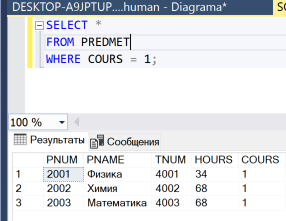 DESKTOP-A9JPTUP....human - Diagrama*
SELECT *
FROM PREDMET
WHERE COURS = 1;
100 %
Результаты Сообщения
PNUM PNAME TNUM HOURS COURS
1 2001 Физика 4001 34 1
2 2002 Химия 4002 68 1
3 2003 Математика 4003 68 1